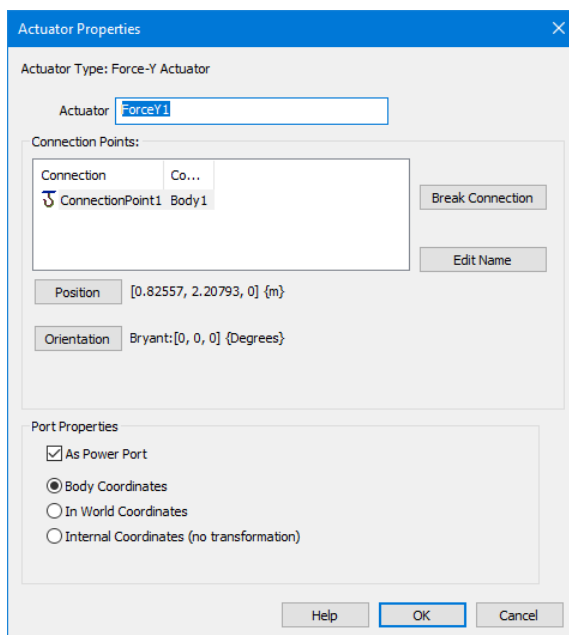 Actuator Properties
Actuator Type: Force-Y Actuator
Actuator ForceY1
Connection Points:
Connection Co...
ConnectionPoint1 Body1
Break Connection
Edit Name
Position [0.82557, 2.20793, 0] {m}
Orientation Bryant:[0, 0, 0] {Degrees}
Port Properties
As Power Port
Body Coordinates
In World Coordinates
Internal Coordinates (no transformation)
Help OK Cancel